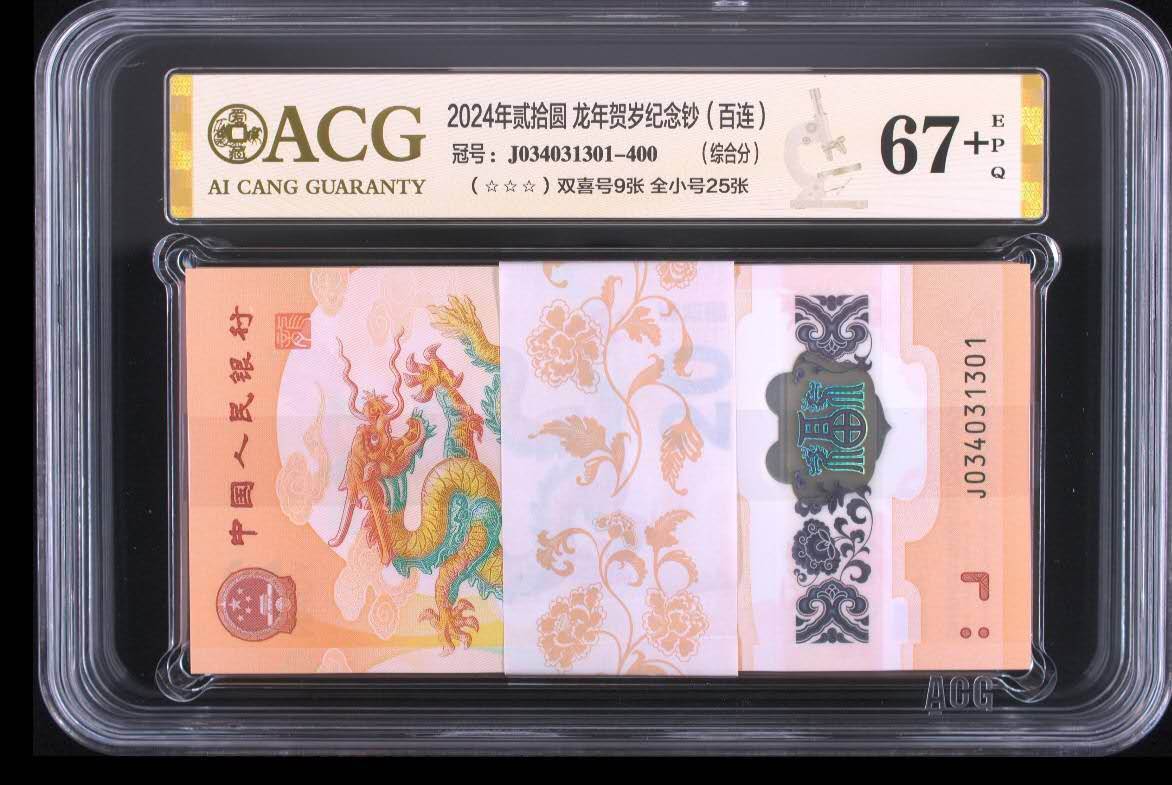 ACG
AI CANG GUARANTY
2024年贰拾圆 龙年贺岁纪念钞（百连）
冠号：J034031301-400 （综合分）
（☆☆☆）双喜号9张 全小号25张
67+
EPQ
中国人民银行
J034031301
ACG